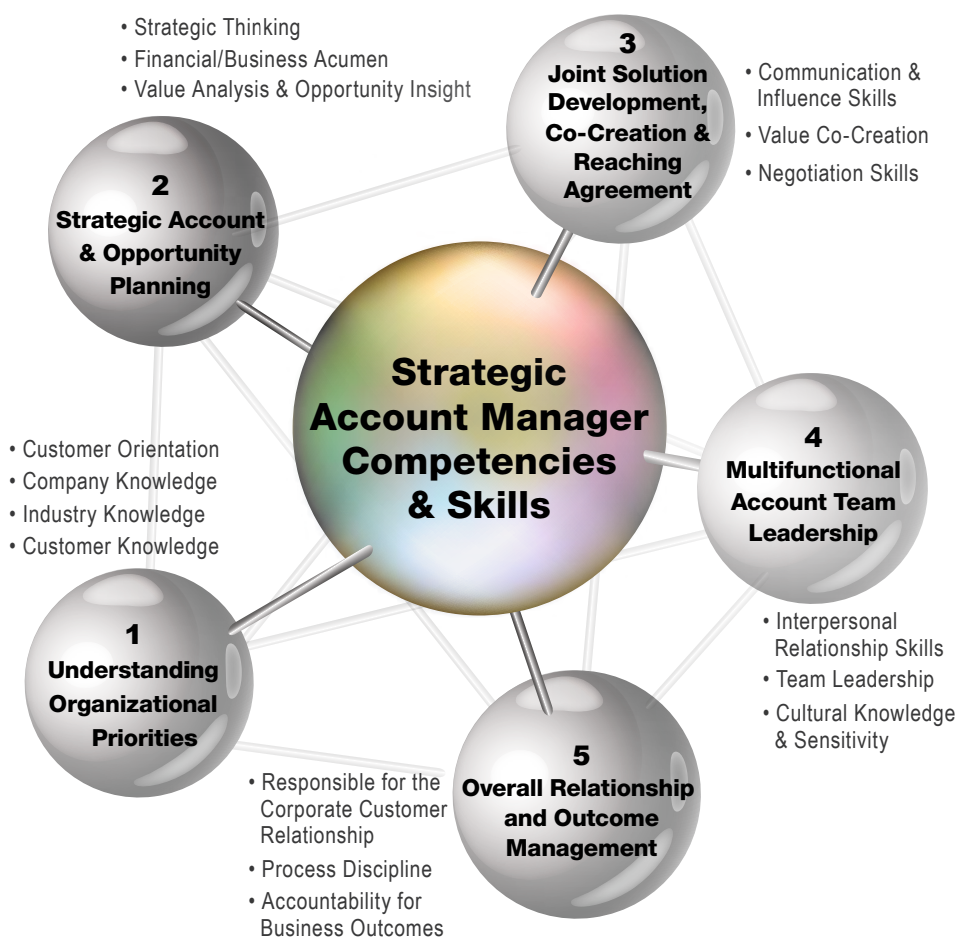 • Strategic Thinking
• Financial/Business Acumen
• Value Analysis & Opportunity Insight
3
Joint Solution
Development,
Co-Creation &
Reaching
Agreement
• Communication &
Influence Skills
• Value Co-Creation
• Negotiation Skills
2
Strategic Account
& Opportunity
Planning
Strategic
Account Manager
Competencies
& Skills
• Customer Orientation
• Company Knowledge
• Industry Knowledge
• Customer Knowledge
4
Multifunctional
Account Team
Leadership
1
Understanding
Organizational
Priorities
• Interpersonal
Relationship Skills
• Team Leadership
• Cultural Knowledge
& Sensitivity
5
Overall Relationship
and Outcome
Management
• Responsible for the
Corporate Customer
Relationship
• Process Discipline
• Accountability for
Business Outcomes